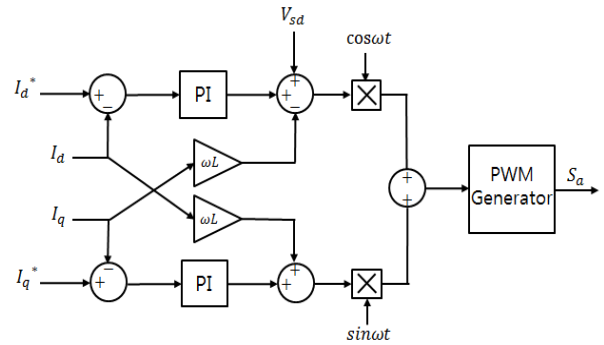 V_sd
cosωt
I_d*
+
−
PI
+
+
−
×
I_d
ωL
+
+
PWM
Generator
S_a
I_q
ωL
I_q*
−
+
PI
+
+
×
sinωt